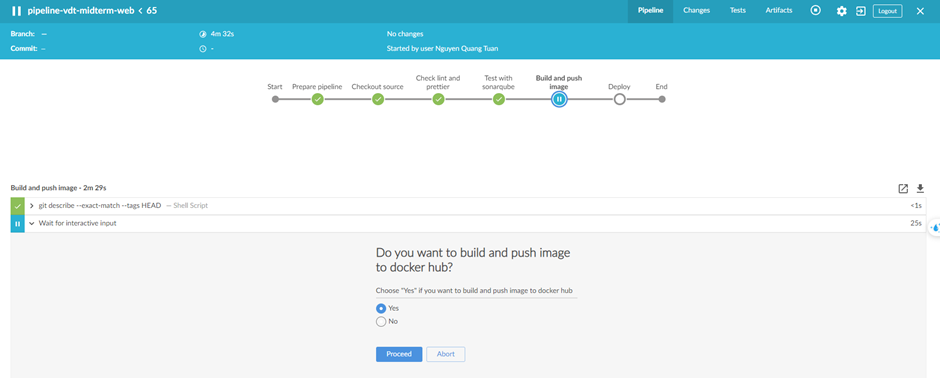 pipeline-vdt-midterm-web < 65
Pipeline Changes Tests Artifacts Logout
Branch: — 4m 32s No changes
Commit: – - Started by user Nguyen Quang Tuan
Start Prepare pipeline Checkout source Check lint and prettier Test with sonarqube Build and push image Deploy End
Build and push image - 2m 29s
git describe --exact-match --tags HEAD — Shell Script <1s
Wait for interactive input 25s
Do you want to build and push image
to docker hub?
Choose "Yes" if you want to build and push image to docker hub
Yes
No
Proceed Abort